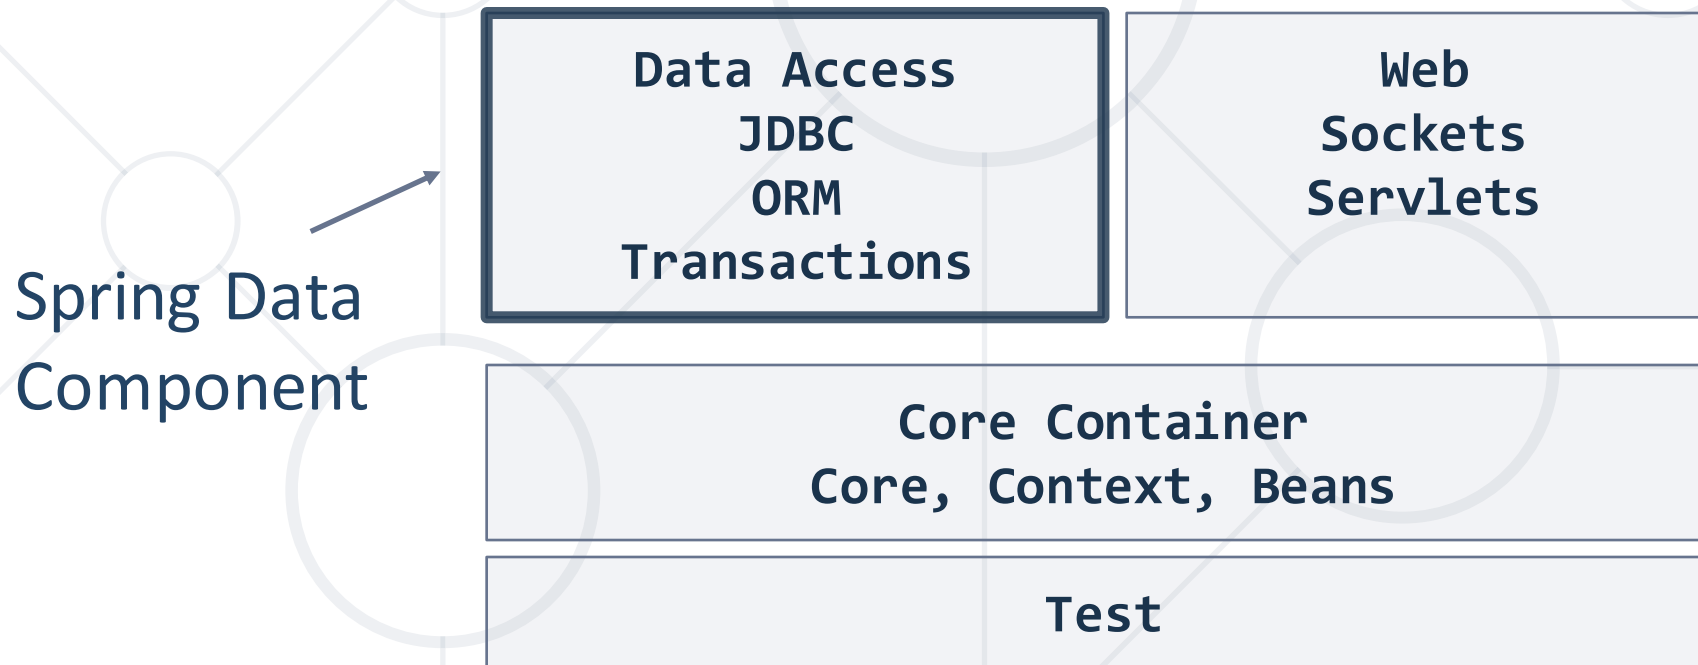 Data Access
JDBC
ORM
Transactions
Web
Sockets
Servlets
Spring Data
Component
Core Container
Core, Context, Beans
Test